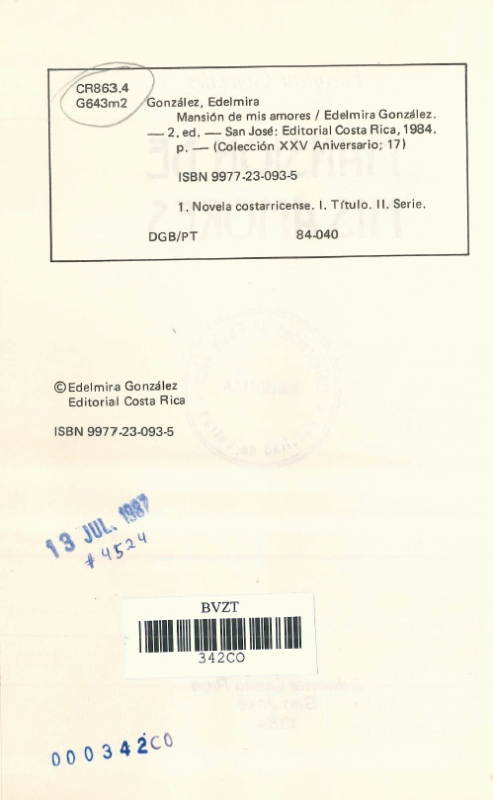 CR863.4
G643m2 González, Edelmira
Mansión de mis amores / Edelmira González.
— 2. ed. — San José: Editorial Costa Rica, 1984.
p. — (Colección XXV Aniversario; 17)
ISBN 9977-23-093-5
1. Novela costarricense. I. Título. II. Serie.
DGB/PT 84-040
© Edelmira González
Editorial Costa Rica
ISBN 9977-23-093-5
13 JUL. 1987
# 4524
BVZT
342CO
000342CO